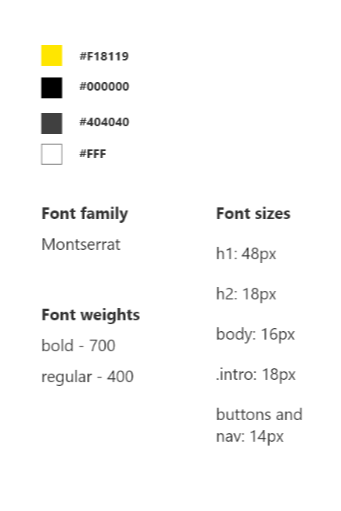 #F18119
#000000
#404040
#FFF
Font family
Montserrat
Font weights
bold - 700
regular - 400
Font sizes
h1: 48px
h2: 18px
body: 16px
.intro: 18px
buttons and
nav: 14px